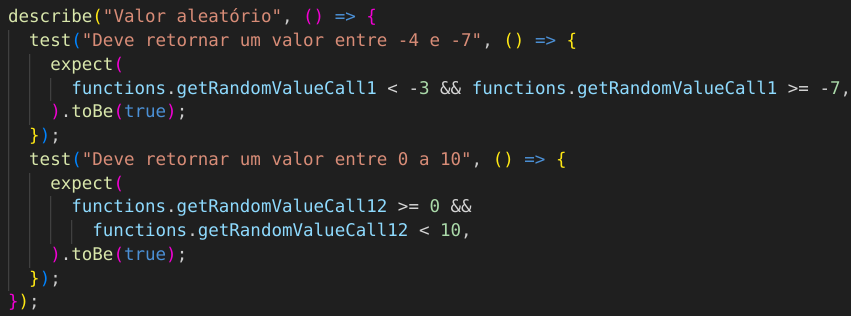 describe("Valor aleatório", () => {
  test("Deve retornar um valor entre -4 e -7", () => {
    expect(
      functions.getRandomValueCall1 < -3 && functions.getRandomValueCall1 >= -7,
    ).toBe(true);
  });
  test("Deve retornar um valor entre 0 a 10", () => {
    expect(
      functions.getRandomValueCall12 >= 0 &&
        functions.getRandomValueCall12 < 10,
    ).toBe(true);
  });
});